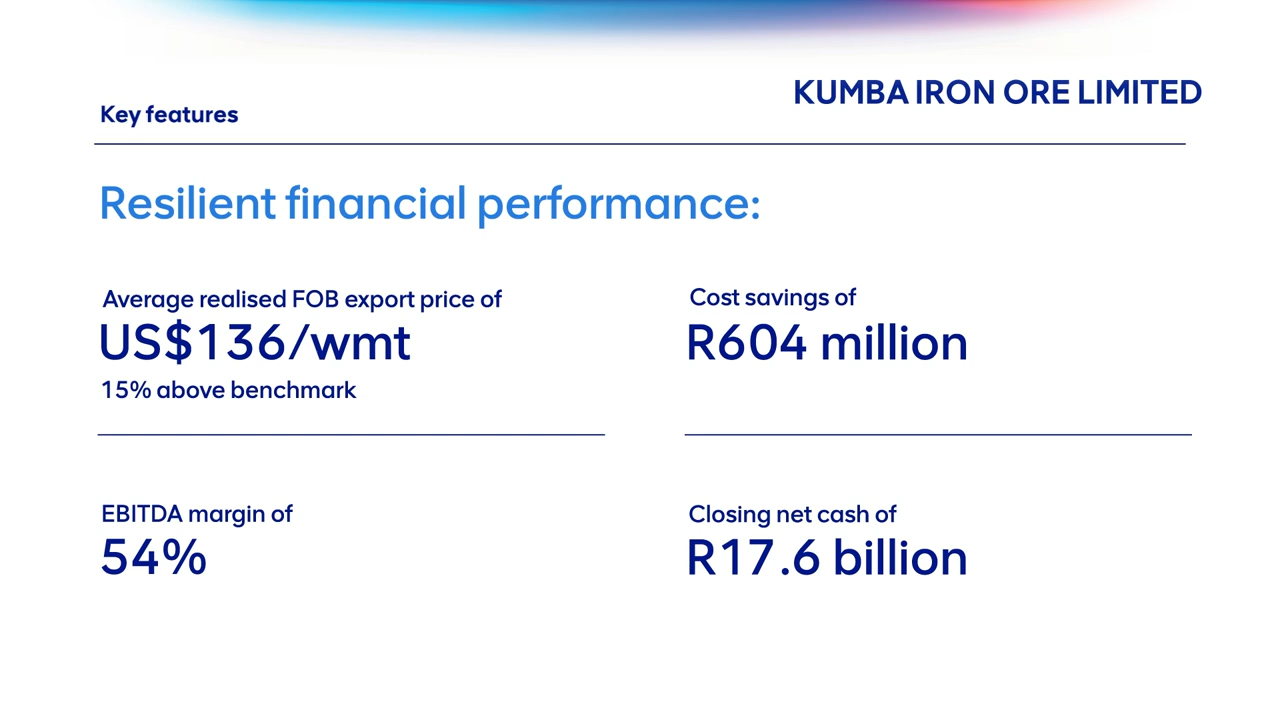 KUMBA IRON ORE LIMITED
Key features
Resilient financial performance:
Average realised FOB export price of
US$136/wmt
15% above benchmark
Cost savings of
R604 million
EBITDA margin of
54%
Closing net cash of
R17.6 billion